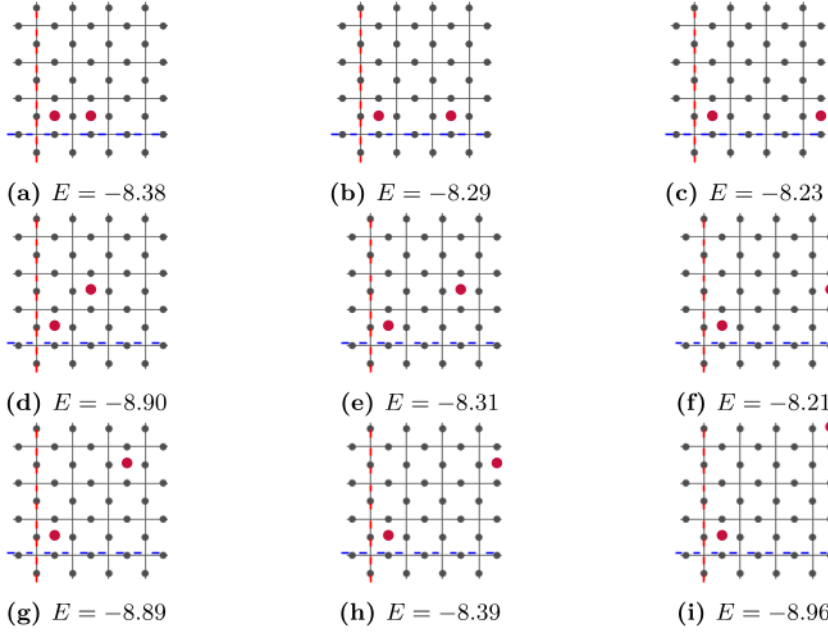 (a) E = −8.38
(b) E = −8.29
(c) E = −8.23
(d) E = −8.90
(e) E = −8.31
(f) E = −8.21
(g) E = −8.89
(h) E = −8.39
(i) E = −8.96